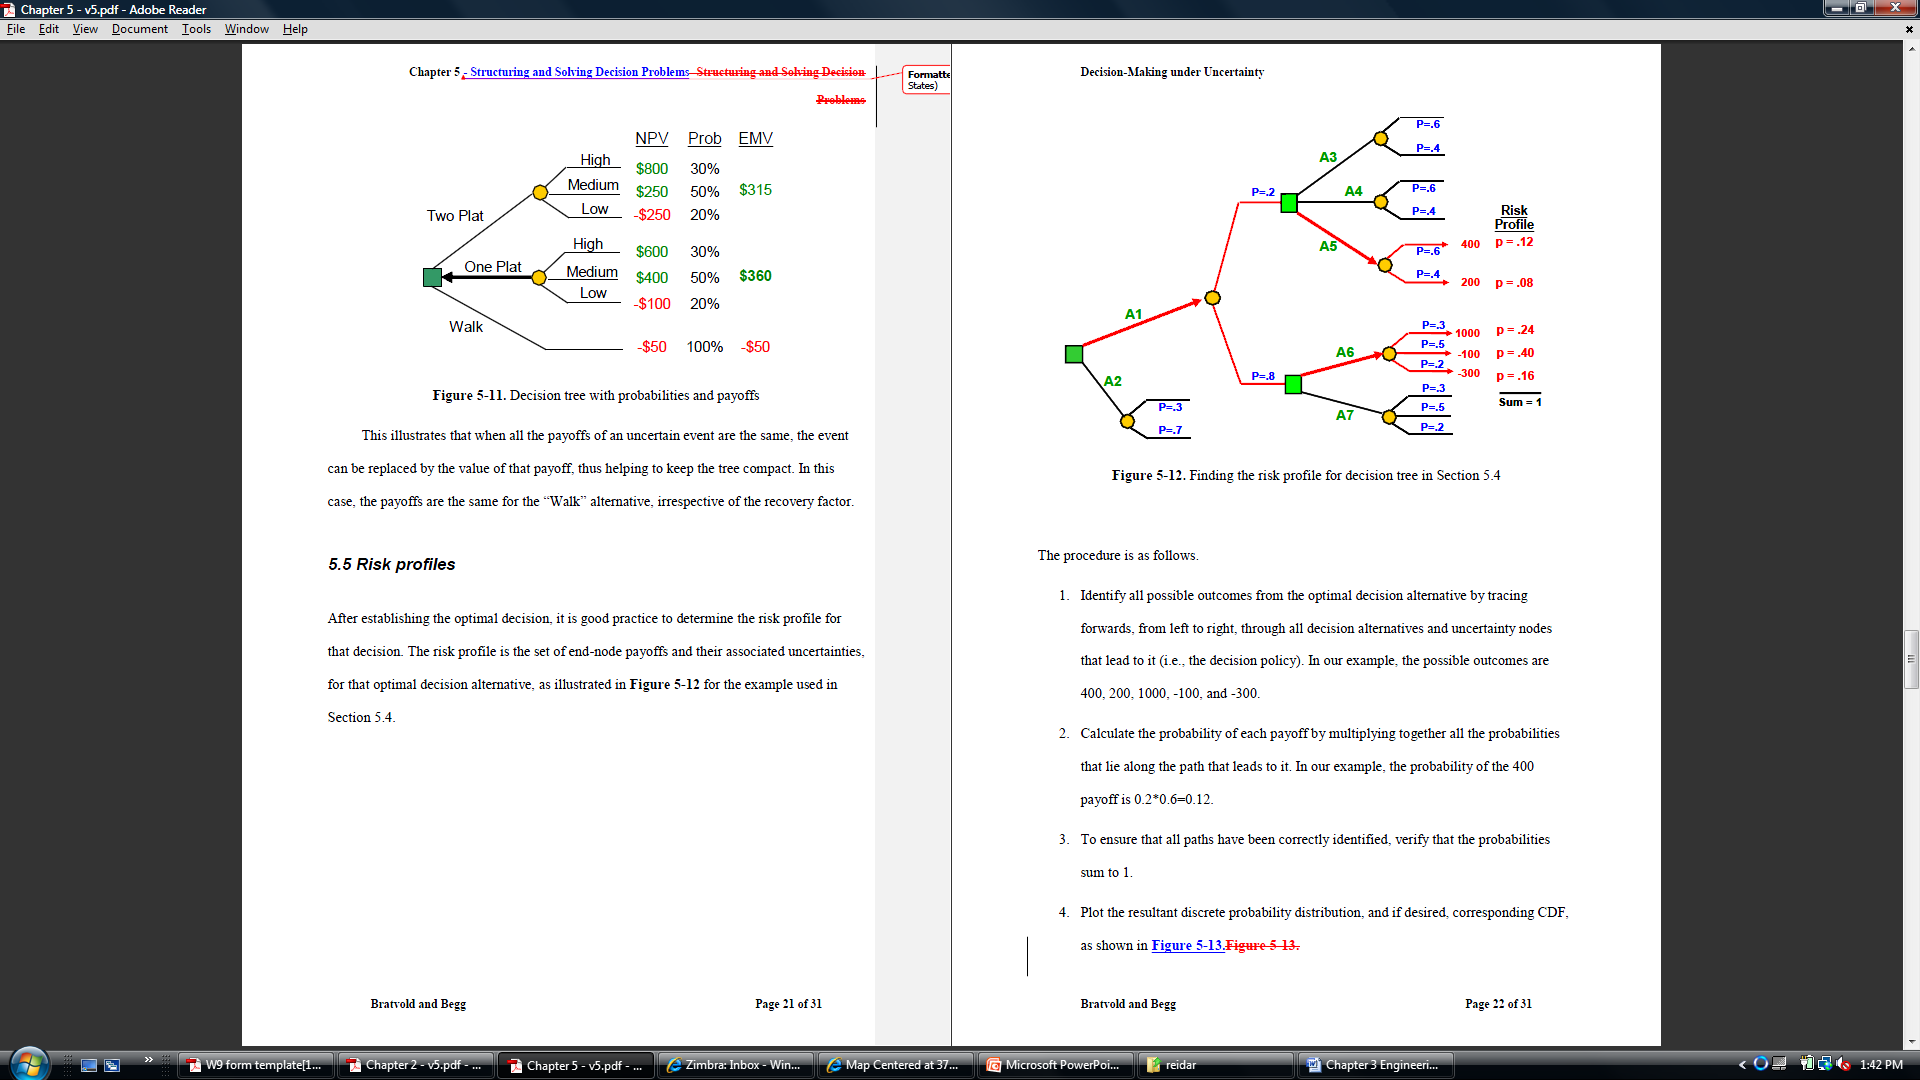 Chapter 5 - v5.pdf - Adobe Reader
File Edit View Document Tools Window Help
Chapter 5 - Structuring and Solving Decision Problems Structuring and Solving Decision
Problems
Formatte
States)
NPV Prob EMV
High $800 30%
Medium $250 50% $315
Low -$250 20%
Two Plat
High $600 30%
One Plat Medium $400 50% $360
Low -$100 20%
Walk
-$50 100% -$50
Figure 5-11. Decision tree with probabilities and payoffs
This illustrates that when all the payoffs of an uncertain event are the same, the event
can be replaced by the value of that payoff, thus helping to keep the tree compact. In this
case, the payoffs are the same for the “Walk” alternative, irrespective of the recovery factor.
5.5 Risk profiles
After establishing the optimal decision, it is good practice to determine the risk profile for
that decision. The risk profile is the set of end-node payoffs and their associated uncertainties,
for that optimal decision alternative, as illustrated in Figure 5-12 for the example used in
Section 5.4.
Bratvold and Begg Page 21 of 31
Decision-Making under Uncertainty
P=.6
P=.4
A3
P=.2
A4
P=.6
P=.4
Risk
Profile
A5
P=.6 400 p = .12
P=.4 200 p = .08
A1
P=.3 1000 p = .24
P=.5 -100 p = .40
P=.2 -300 p = .16
A6
P=.8
A2
P=.3
P=.7
A7
P=.3
P=.5
P=.2
Sum = 1
Figure 5-12. Finding the risk profile for decision tree in Section 5.4
The procedure is as follows.
1. Identify all possible outcomes from the optimal decision alternative by tracing
forwards, from left to right, through all decision alternatives and uncertainty nodes
that lead to it (i.e., the decision policy). In our example, the possible outcomes are
400, 200, 1000, -100, and -300.
2. Calculate the probability of each payoff by multiplying together all the probabilities
that lie along the path that leads to it. In our example, the probability of the 400
payoff is 0.2*0.6=0.12.
3. To ensure that all paths have been correctly identified, verify that the probabilities
sum to 1.
4. Plot the resultant discrete probability distribution, and if desired, corresponding CDF,
as shown in Figure 5-13.Figure 5-13.
Bratvold and Begg Page 22 of 31
W9 form template[1... Chapter 2 - v5.pdf - ... Chapter 5 - v5.pdf - ... Zimbra: Inbox - Win... Map Centered at 37... Microsoft PowerPoi... reidar Chapter 3 Engineeri... 1:42 PM